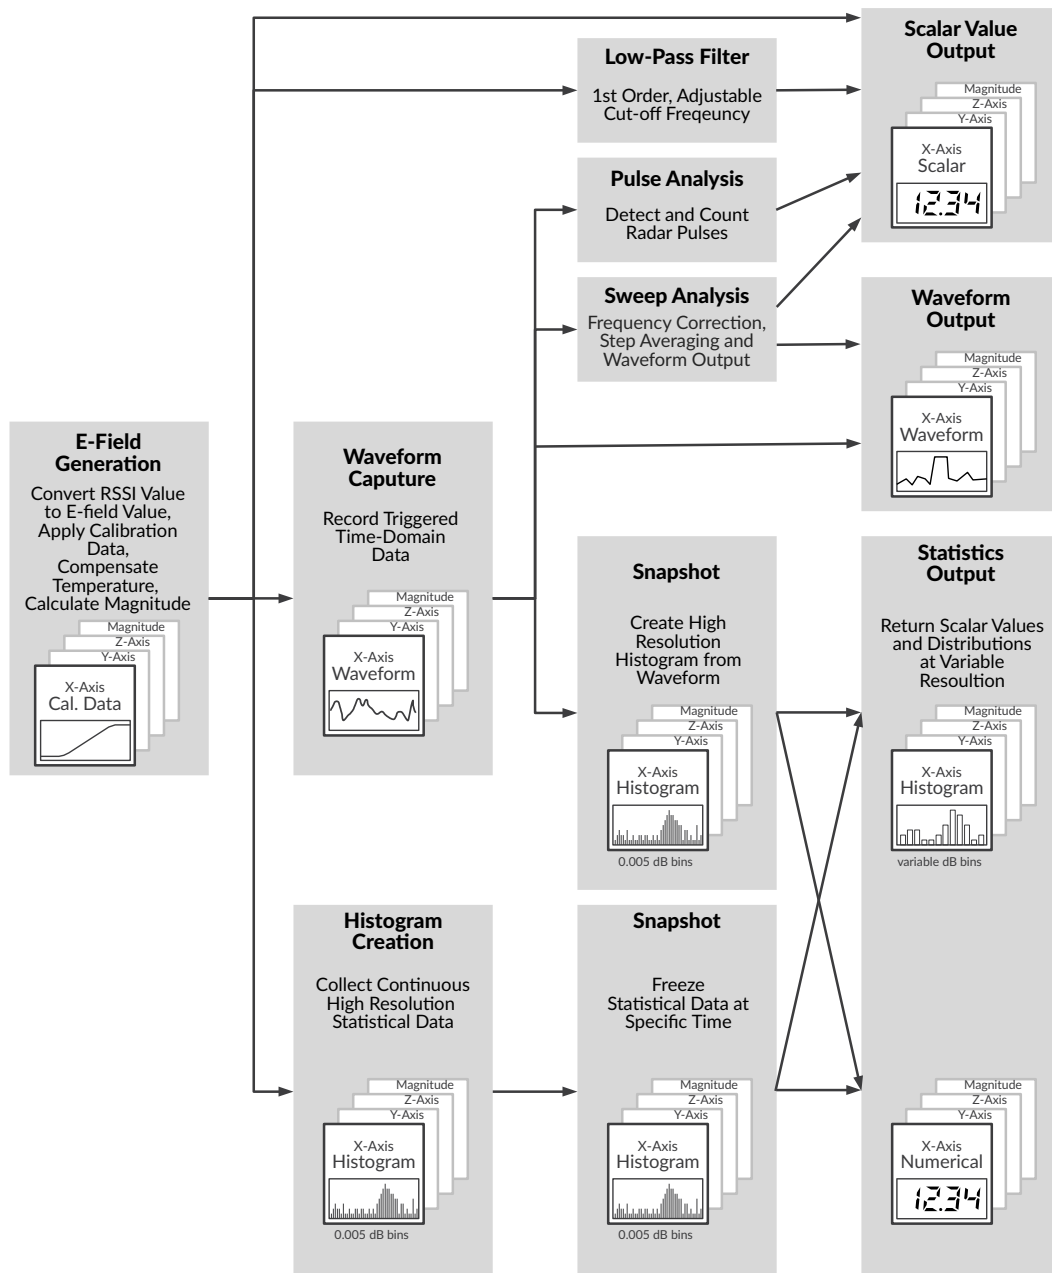 Scalar Value
Output
Magnitude
Z-Axis
Y-Axis
X-Axis
Scalar
12.34
Low-Pass Filter
1st Order, Adjustable
Cut-off Freqeuncy
Pulse Analysis
Detect and Count
Radar Pulses
Sweep Analysis
Frequency Correction,
Step Averaging and
Waveform Output
Waveform
Output
Magnitude
Z-Axis
Y-Axis
X-Axis
Waveform
E-Field
Generation
Convert RSSI Value
to E-field Value,
Apply Calibration
Data,
Compensate
Temperature,
Calculate Magnitude
Magnitude
Z-Axis
Y-Axis
X-Axis
Cal. Data
Waveform
Caputure
Record Triggered
Time-Domain
Data
Magnitude
Z-Axis
Y-Axis
X-Axis
Waveform
Snapshot
Create High
Resolution
Histogram from
Waveform
Magnitude
Z-Axis
Y-Axis
X-Axis
Histogram
0.005 dB bins
Statistics
Output
Return Scalar Values
and Distributions
at Variable
Resoultion
Magnitude
Z-Axis
Y-Axis
X-Axis
Histogram
variable dB bins
Histogram
Creation
Collect Continuous
High Resolution
Statistical Data
Magnitude
Z-Axis
Y-Axis
X-Axis
Histogram
0.005 dB bins
Snapshot
Freeze
Statistical Data at
Specific Time
Magnitude
Z-Axis
Y-Axis
X-Axis
Histogram
0.005 dB bins
Magnitude
Z-Axis
Y-Axis
X-Axis
Numerical
12.34